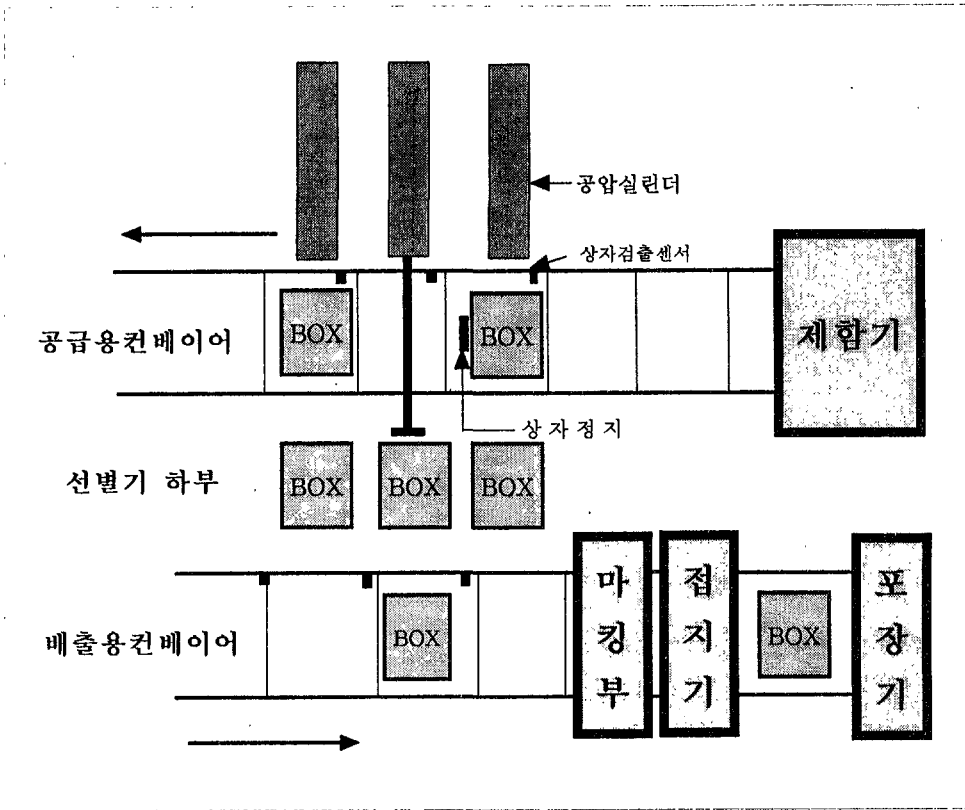 공압실린더
상자검출센서
BOX
BOX
공급용컨베이어
제함기
상자정지
선별기 하부
BOX
BOX
BOX
마킹부
접지기
포장기
BOX
BOX
배출용컨베이어